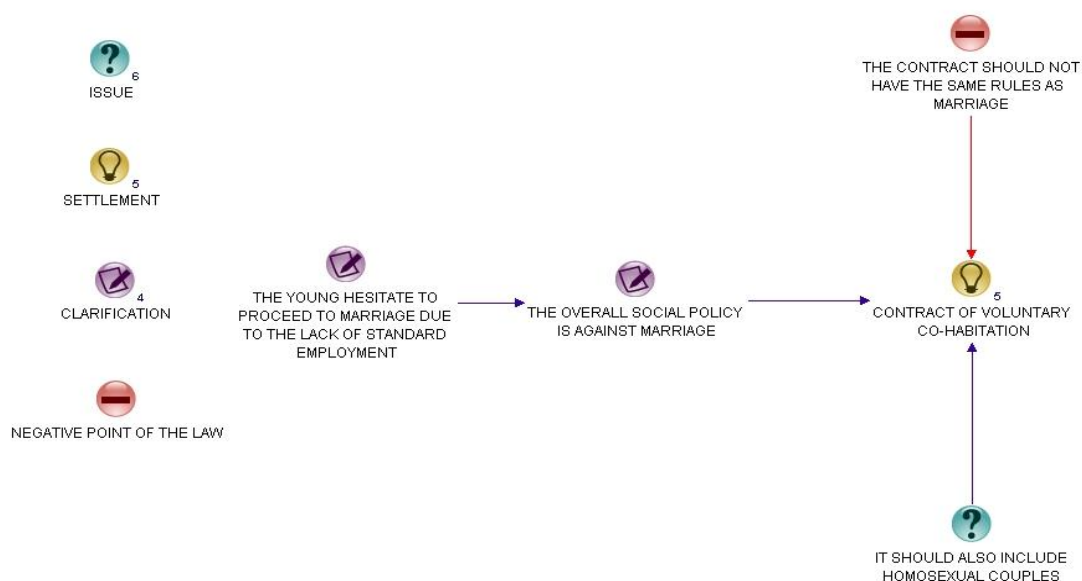 6
ISSUE
5
SETTLEMENT
4
CLARIFICATION
NEGATIVE POINT OF THE LAW
THE YOUNG HESITATE TO
PROCEED TO MARRIAGE DUE
TO THE LACK OF STANDARD
EMPLOYMENT
THE OVERALL SOCIAL POLICY
IS AGAINST MARRIAGE
THE CONTRACT SHOULD NOT
HAVE THE SAME RULES AS
MARRIAGE
5
CONTRACT OF VOLUNTARY
CO-HABITATION
IT SHOULD ALSO INCLUDE
HOMOSEXUAL COUPLES